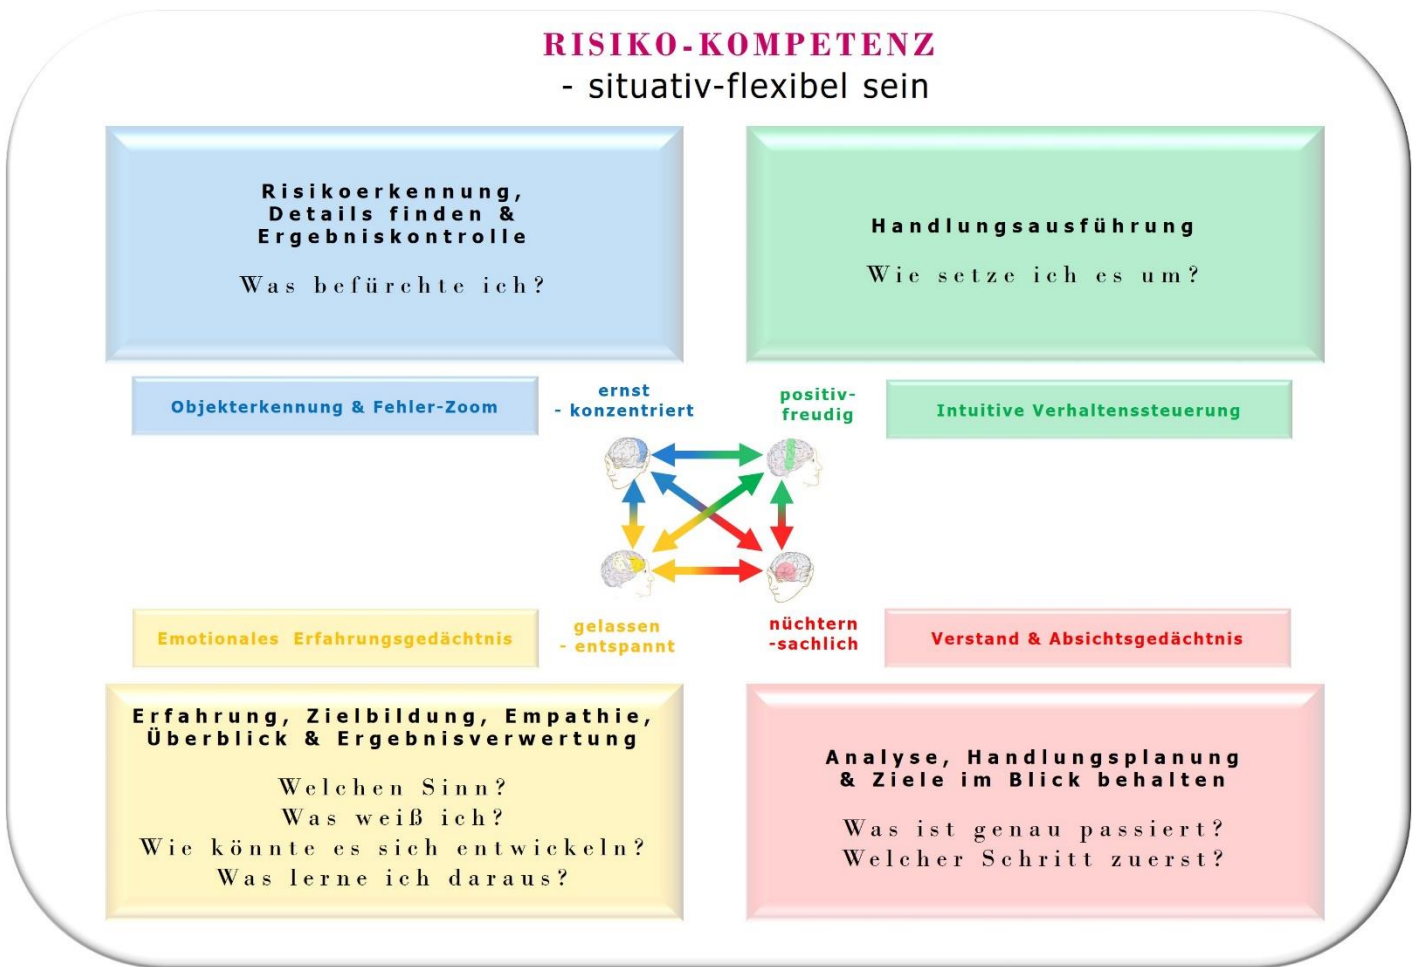 RISIKO-KOMPETENZ
- situativ-flexibel sein
Risikoerkennung,
Details finden &
Ergebniskontrolle
Was befürchte ich?
Handlungsausführung
Wie setze ich es um?
Objekterkennung & Fehler-Zoom
ernst
- konzentriert
positiv-
freudig
Intuitive Verhaltenssteuerung
Emotionales Erfahrungsgedächtnis
gelassen
- entspannt
nüchtern
-sachlich
Verstand & Absichtsgedächtnis
Erfahrung, Zielbildung, Empathie,
Überblick & Ergebnisverwertung
Welchen Sinn?
Was weiß ich?
Wie könnte es sich entwickeln?
Was lerne ich daraus?
Analyse, Handlungsplanung
& Ziele im Blick behalten
Was ist genau passiert?
Welcher Schritt zuerst?